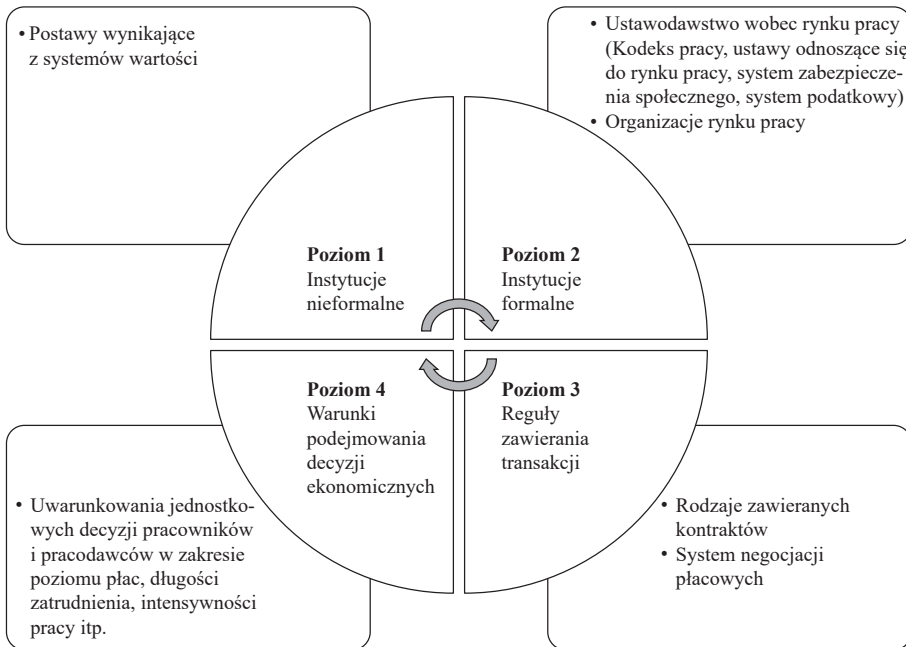 • Postawy wynikające
z systemów wartości
• Ustawodawstwo wobec rynku pracy
(Kodeks pracy, ustawy odnoszące się
do rynku pracy, system zabezpiecze-
nia społecznego, system podatkowy)
• Organizacje rynku pracy
Poziom 1
Instytucje
nieformalne
Poziom 2
Instytucje
formalne
Poziom 4
Warunki
podejmowania
decyzji
ekonomicznych
Poziom 3
Reguły
zawierania
transakcji
• Uwarunkowania jednostko-
wych decyzji pracowników
i pracodawców w zakresie
poziomu płac, długości
zatrudnienia, intensywności
pracy itp.
• Rodzaje zawieranych
kontraktów
• System negocjacji
płacowych